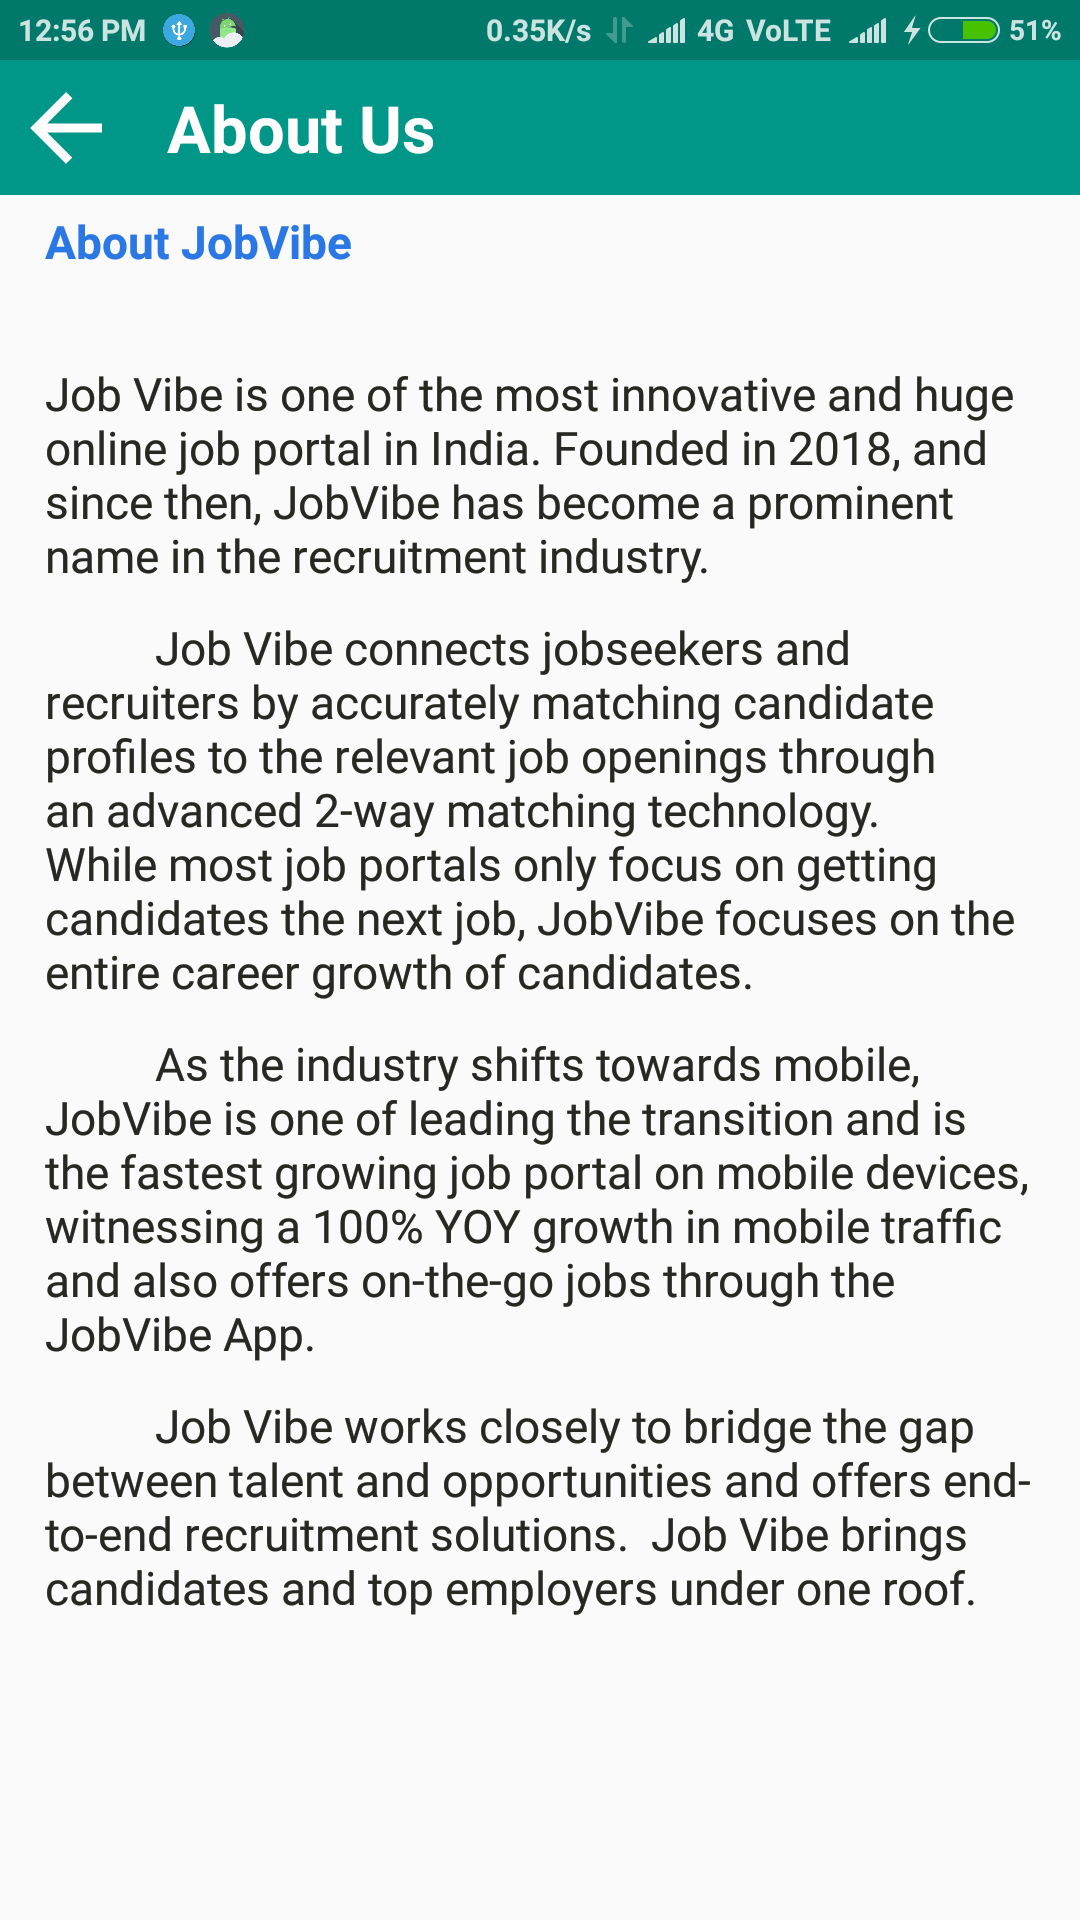 12:56 PM 0.35K/s 4G VoLTE 51%
About Us
About JobVibe
Job Vibe is one of the most innovative and huge
online job portal in India. Founded in 2018, and
since then, JobVibe has become a prominent
name in the recruitment industry.
Job Vibe connects jobseekers and
recruiters by accurately matching candidate
profiles to the relevant job openings through
an advanced 2-way matching technology.
While most job portals only focus on getting
candidates the next job, JobVibe focuses on the
entire career growth of candidates.
As the industry shifts towards mobile,
JobVibe is one of leading the transition and is
the fastest growing job portal on mobile devices,
witnessing a 100% YOY growth in mobile traffic
and also offers on-the-go jobs through the
JobVibe App.
Job Vibe works closely to bridge the gap
between talent and opportunities and offers end-
to-end recruitment solutions.  Job Vibe brings
candidates and top employers under one roof.